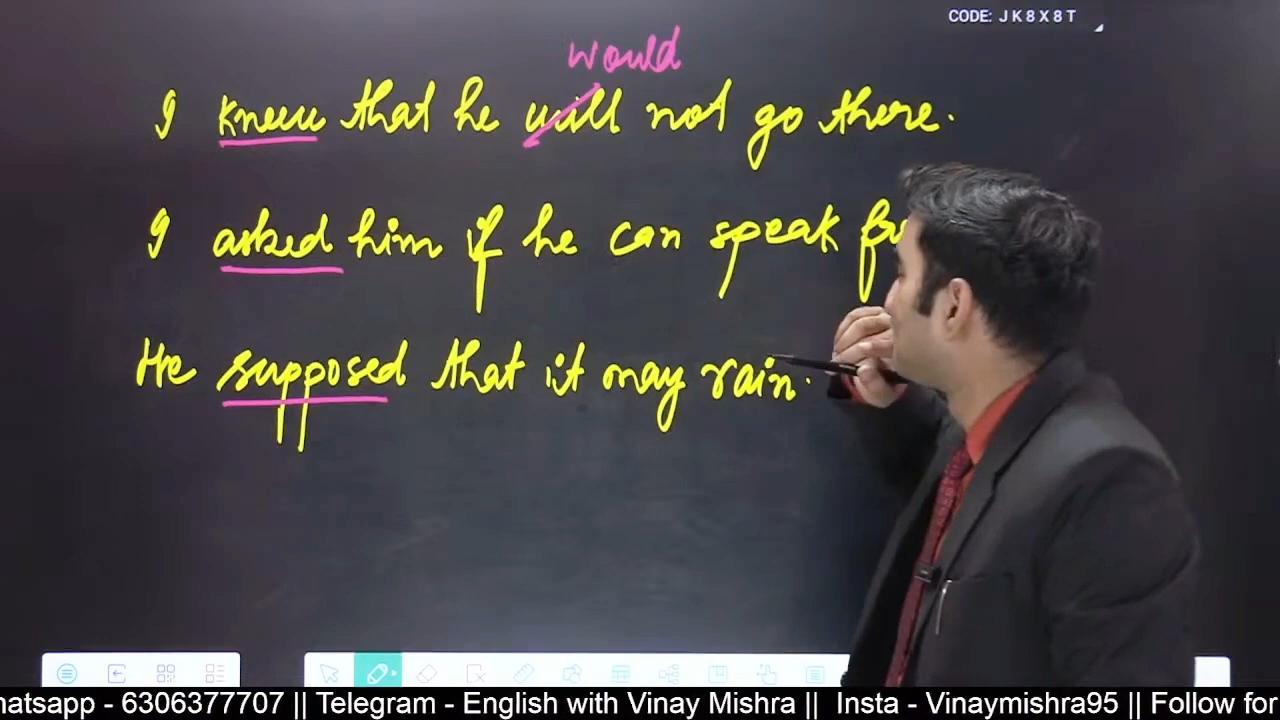 CODE: JK8X8T
would
I knew that he will not go there.
I asked him if he can speak
He supposed that it may rain.
hatsapp - 6306377707 || Telegram - English with Vinay Mishra || Insta - Vinaymishra95 || Follow for